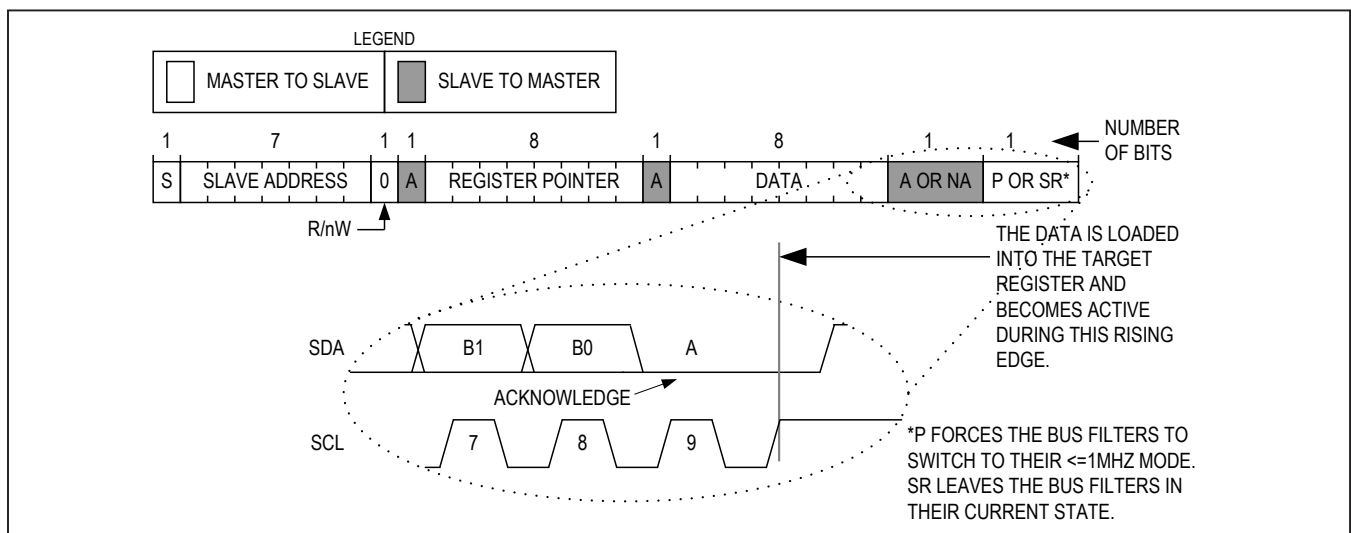 LEGEND
MASTER TO SLAVE SLAVE TO MASTER
1 7 1 1 8 1 8 1 1 NUMBER
OF BITS
S SLAVE ADDRESS 0 A REGISTER POINTER A DATA A OR NA P OR SR*
R/nW
THE DATA IS LOADED
INTO THE TARGET
REGISTER AND
BECOMES ACTIVE
DURING THIS RISING
EDGE.
SDA B1 B0 A
ACKNOWLEDGE
SCL 7 8 9
*P FORCES THE BUS FILTERS TO
SWITCH TO THEIR <=1MHZ MODE.
SR LEAVES THE BUS FILTERS IN
THEIR CURRENT STATE.